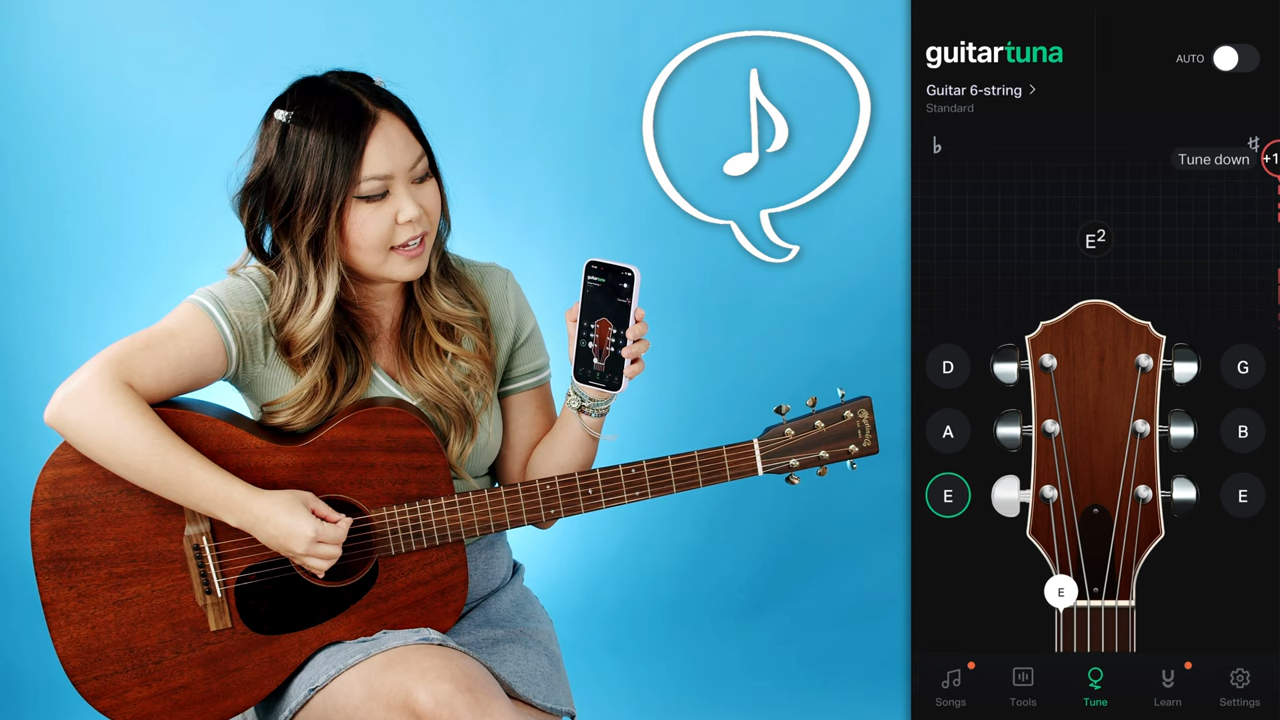 guitartuna
AUTO
Guitar 6-string >
Standard
♭
♯
Tune down
+1
E2
D
G
A
B
E
E
E
Songs
Tools
Tune
Learn
Settings